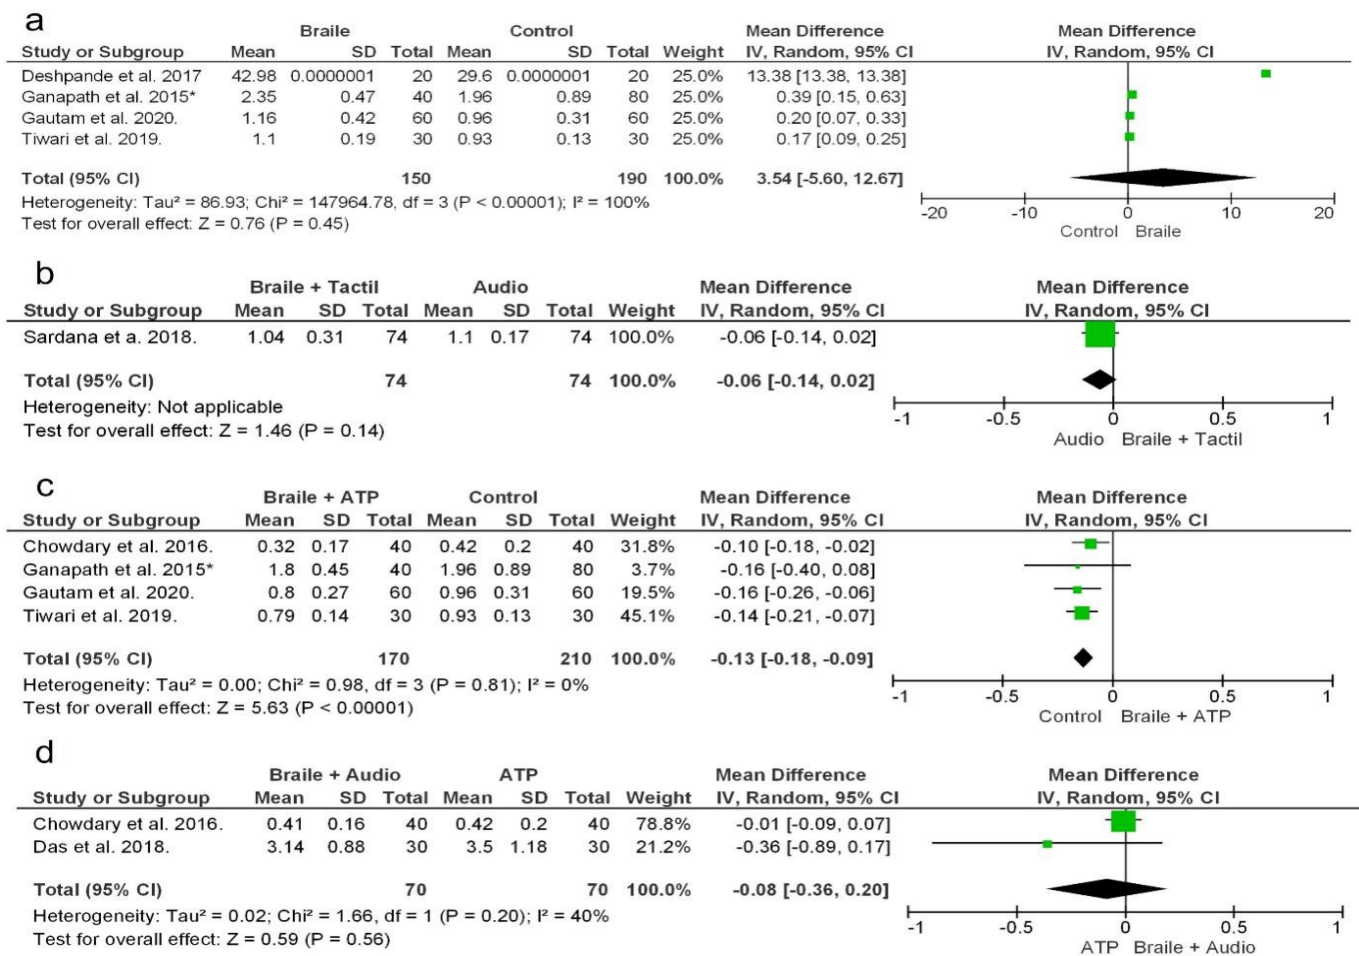 a
Braile Control Mean Difference Mean Difference
Study or Subgroup Mean SD Total Mean SD Total Weight IV, Random, 95% CI IV, Random, 95% CI
Deshpande et al. 2017 42.98 0.0000001 20 29.6 0.0000001 20 25.0% 13.38 [13.38, 13.38]
Ganapath et al. 2015* 2.35 0.47 40 1.96 0.89 80 25.0% 0.39 [0.15, 0.63]
Gautam et al. 2020. 1.16 0.42 60 0.96 0.31 60 25.0% 0.20 [0.07, 0.33]
Tiwari et al. 2019. 1.1 0.19 30 0.93 0.13 30 25.0% 0.17 [0.09, 0.25]
Total (95% CI) 150 190 100.0% 3.54 [-5.60, 12.67]
Heterogeneity: Tau² = 86.93; Chi² = 147964.78, df = 3 (P < 0.00001); I² = 100%
Test for overall effect: Z = 0.76 (P = 0.45)
-20 -10 0 10 20
Control Braile
b
Braile + Tactil Audio Mean Difference Mean Difference
Study or Subgroup Mean SD Total Mean SD Total Weight IV, Random, 95% CI IV, Random, 95% CI
Sardana et a. 2018. 1.04 0.31 74 1.1 0.17 74 100.0% -0.06 [-0.14, 0.02]
Total (95% CI) 74 74 100.0% -0.06 [-0.14, 0.02]
Heterogeneity: Not applicable
Test for overall effect: Z = 1.46 (P = 0.14)
-1 -0.5 0 0.5 1
Audio Braile + Tactil
c
Braile + ATP Control Mean Difference Mean Difference
Study or Subgroup Mean SD Total Mean SD Total Weight IV, Random, 95% CI IV, Random, 95% CI
Chowdary et al. 2016. 0.32 0.17 40 0.42 0.2 40 31.8% -0.10 [-0.18, -0.02]
Ganapath et al. 2015* 1.8 0.45 40 1.96 0.89 80 3.7% -0.16 [-0.40, 0.08]
Gautam et al. 2020. 0.8 0.27 60 0.96 0.31 60 19.5% -0.16 [-0.26, -0.06]
Tiwari et al. 2019. 0.79 0.14 30 0.93 0.13 30 45.1% -0.14 [-0.21, -0.07]
Total (95% CI) 170 210 100.0% -0.13 [-0.18, -0.09]
Heterogeneity: Tau² = 0.00; Chi² = 0.98, df = 3 (P = 0.81); I² = 0%
Test for overall effect: Z = 5.63 (P < 0.00001)
-1 -0.5 0 0.5 1
Control Braile + ATP
d
Braile + Audio ATP Mean Difference Mean Difference
Study or Subgroup Mean SD Total Mean SD Total Weight IV, Random, 95% CI IV, Random, 95% CI
Chowdary et al. 2016. 0.41 0.16 40 0.42 0.2 40 78.8% -0.01 [-0.09, 0.07]
Das et al. 2018. 3.14 0.88 30 3.5 1.18 30 21.2% -0.36 [-0.89, 0.17]
Total (95% CI) 70 70 100.0% -0.08 [-0.36, 0.20]
Heterogeneity: Tau² = 0.02; Chi² = 1.66, df = 1 (P = 0.20); I² = 40%
Test for overall effect: Z = 0.59 (P = 0.56)
-1 -0.5 0 0.5 1
ATP Braile + Audio